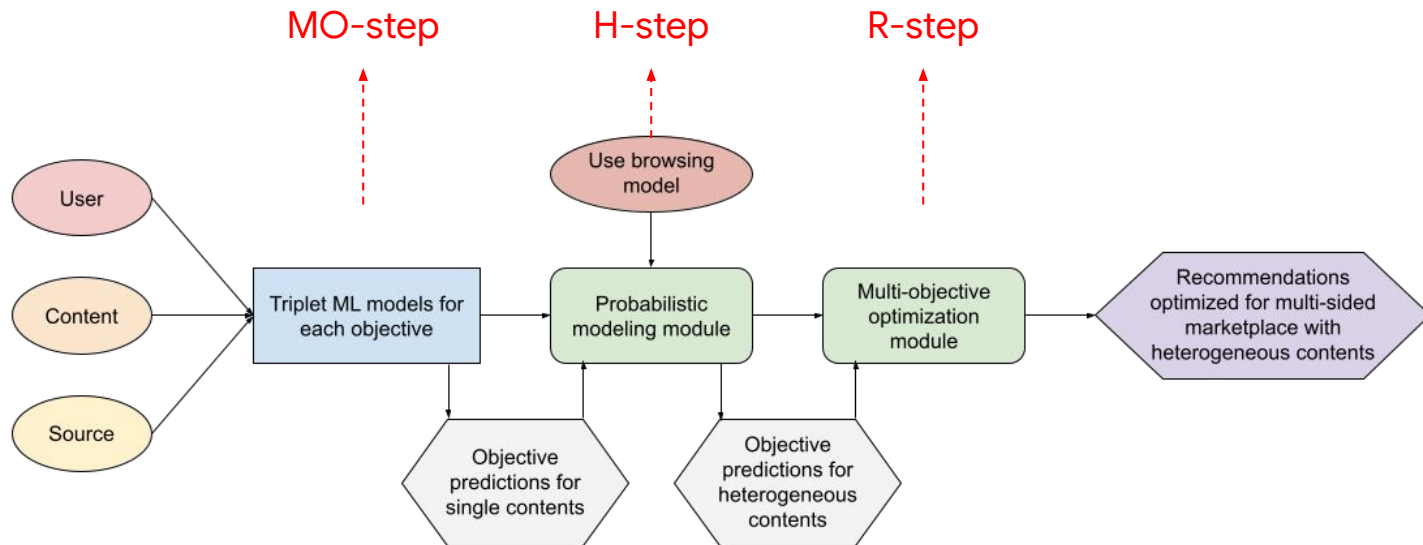 MO-step
H-step
R-step
Use browsing
model
User
Content
Source
Triplet ML models for
each objective
Probabilistic
modeling module
Multi-objective
optimization
module
Recommendations
optimized for multi-sided
marketplace with
heterogeneous contents
Objective
predictions for
single contents
Objective
predictions for
heterogeneous
contents